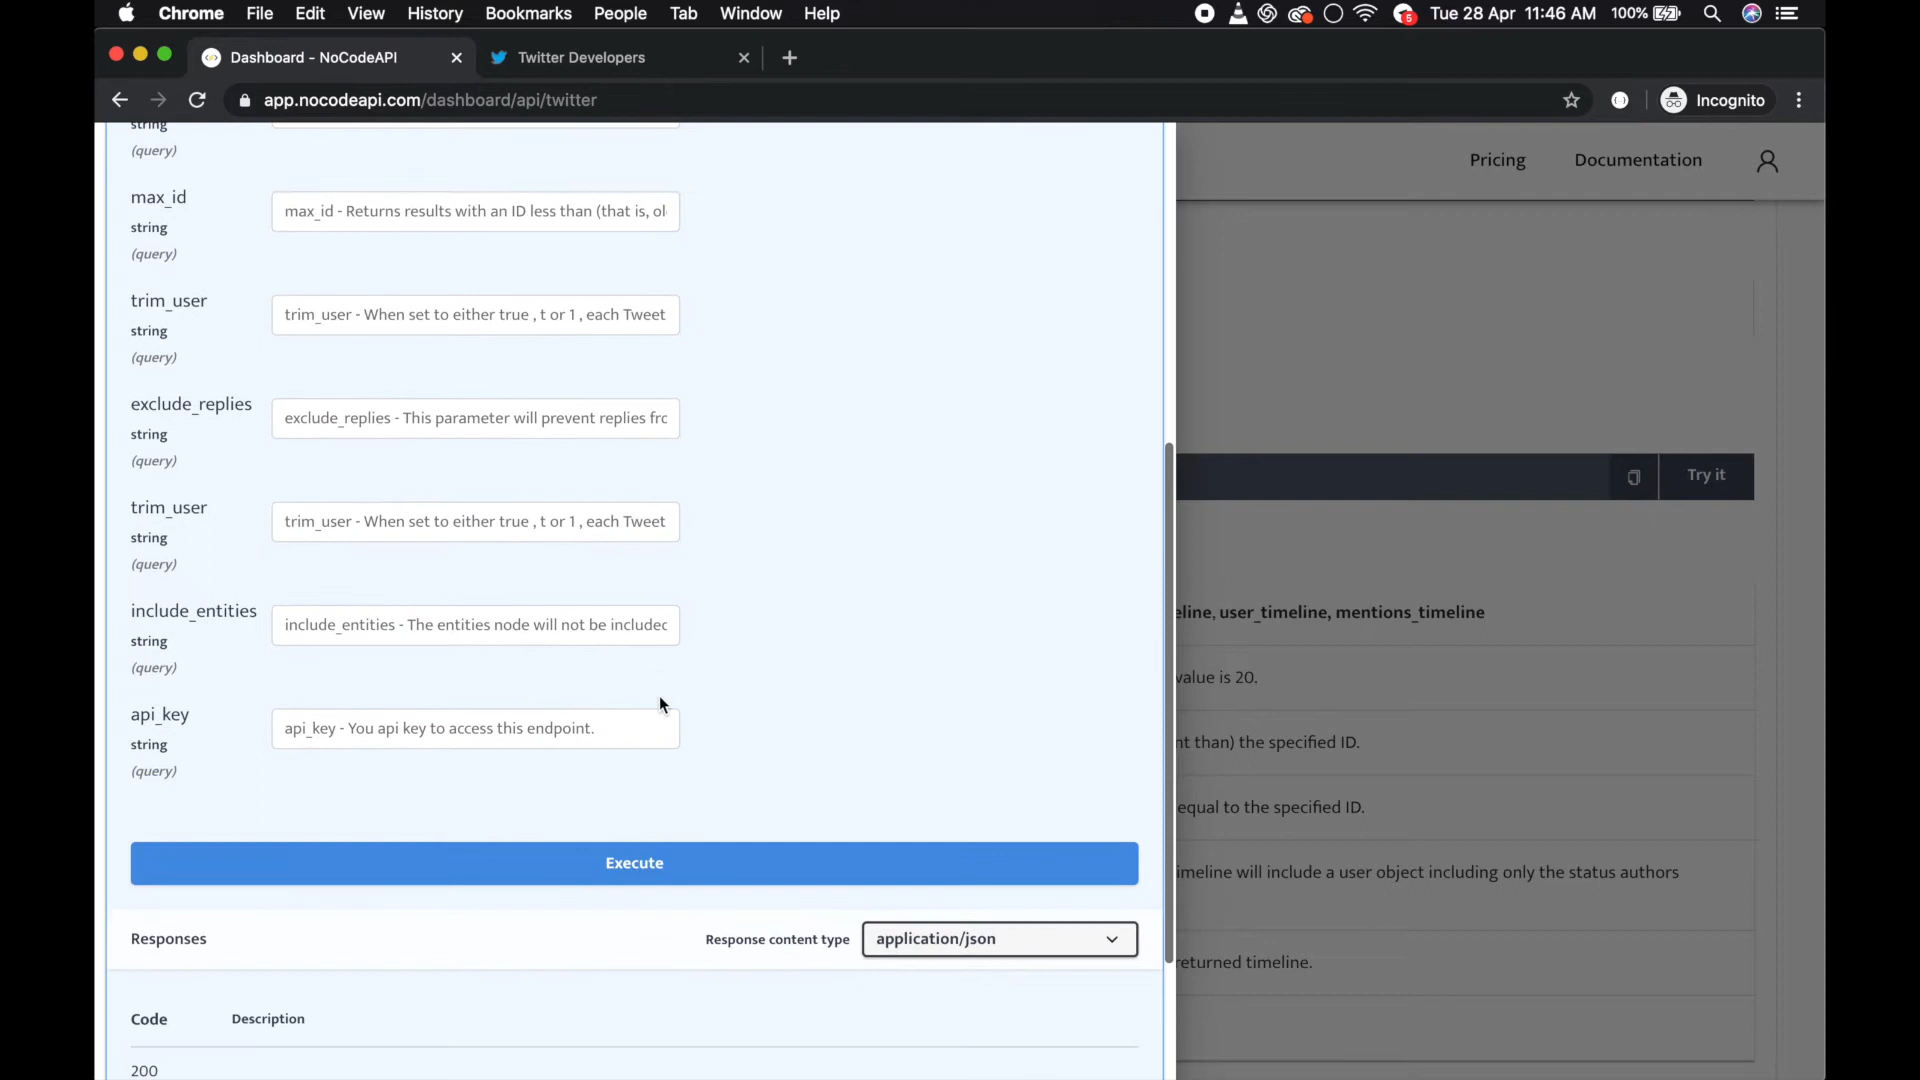 Chrome File Edit View History Bookmarks People Tab Window Help
5 Tue 28 Apr 11:46 AM 100%
Dashboard - NoCodeAPI
Twitter Developers
app.nocodeapi.com/dashboard/api/twitter
Incognito
Pricing Documentation
string
(query)
max_id
string
(query)
max_id - Returns results with an ID less than (that is, ol
trim_user
string
(query)
trim_user - When set to either true , t or 1 , each Tweet
exclude_replies
string
(query)
exclude_replies - This parameter will prevent replies frc
trim_user
string
(query)
trim_user - When set to either true , t or 1 , each Tweet
include_entities
string
(query)
include_entities - The entities node will not be included
api_key
string
(query)
api_key - You api key to access this endpoint.
Execute
Responses
Response content type
application/json
Code Description
200
Try it
eline, user_timeline, mentions_timeline
value is 20.
nt than) the specified ID.
equal to the specified ID.
imeline will include a user object including only the status authors
returned timeline.